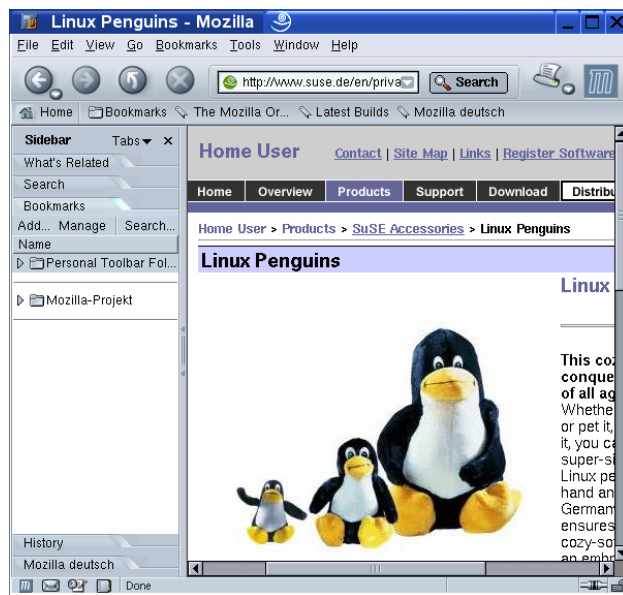 Linux Penguins - Mozilla
File Edit View Go Bookmarks Tools Window Help
http://www.suse.de/en/priva Search
Home Bookmarks The Mozilla Or... Latest Builds Mozilla deutsch
Sidebar Tabs
What's Related
Search
Bookmarks
Add... Manage Search...
Name
Personal Toolbar Fol...
Mozilla-Projekt
History
Mozilla deutsch
Home User Contact | Site Map | Links | Register Software
Home Overview Products Support Download Distribu
Home User > Products > SuSE Accessories > Linux Penguins
Linux Penguins
Linux
This coz
conque
of all ag
Whethe
or pet it,
it, you ca
super-si
Linux pe
hand an
German
ensures
cozy-sof
an embr
Done